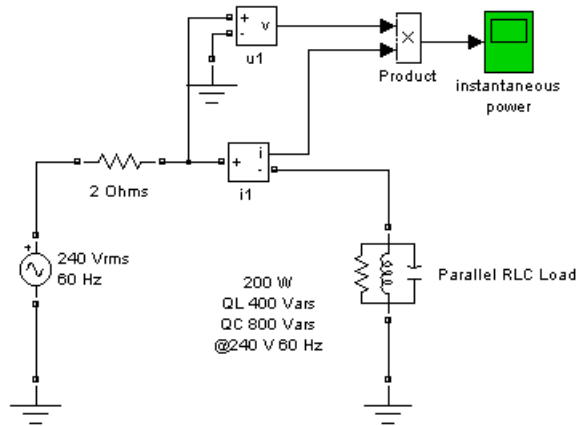 +
-
v
u1
×
Product
instantaneous
power
+
i
-
i1
2 Ohms
+
240 Vrms
60 Hz
200 W
QL 400 Vars
QC 800 Vars
@240 V 60 Hz
Parallel RLC Load